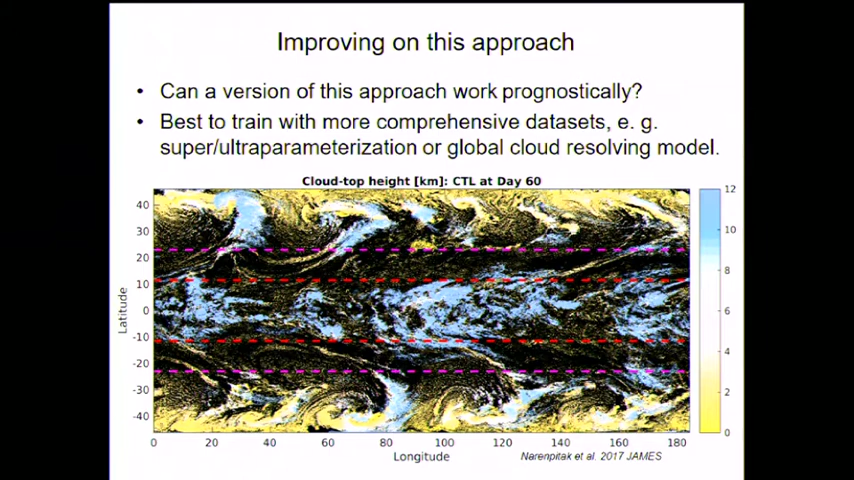 Improving on this approach
• Can a version of this approach work prognostically?
• Best to train with more comprehensive datasets, e. g.
super/ultraparameterization or global cloud resolving model.
Cloud-top height [km]: CTL at Day 60
40
30
20
10
0
-10
-20
-30
-40
Latitude
0 20 40 60 80 100 120 140 160 180
Longitude
12
10
8
6
4
2
0
Narenpitak et al. 2017 JAMES